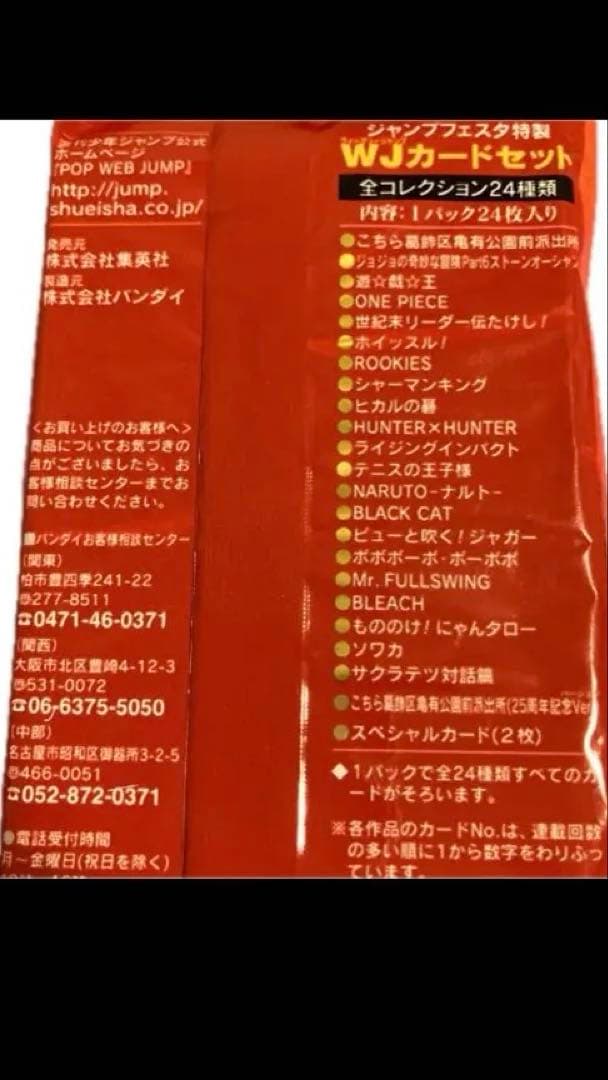 週刊少年ジャンプ公式
ホームページ
『POP WEB JUMP』
http://jump.
shueisha.co.jp/
発売元
株式会社集英社
製造元
株式会社バンダイ
<お買い上げのお客様へ>
商品についてお気づきの
点がございましたら、お
客様相談センターまでお
問い合わせください。
バンダイお客様相談センター
(関東)
柏市豊四季241-22
〠277-8511
☎0471-46-0371
(関西)
大阪市北区豊崎4-12-3
〠531-0072
☎06-6375-5050
(中部)
名古屋市昭和区御器所3-2-5
〠466-0051
☎052-872-0371
●電話受付時間
月〜金曜日(祝日を除く)
ジャンプフェスタ特製
WJカードセット
全コレクション24種類
内容:1パック24枚入り
●こちら葛飾区亀有公園前派出所
●ジョジョの奇妙な冒険Part6ストーンオーシャン
●遊☆戯☆王
●ONE PIECE
●世紀末リーダー伝たけし!
●ホイッスル!
●ROOKIES
●シャーマンキング
●ヒカルの碁
●HUNTER×HUNTER
●ライジングインパクト
●テニスの王子様
●NARUTO-ナルト-
●BLACK CAT
●ピューと吹く!ジャガー
●ボボボーボ・ボーボボ
●Mr. FULLSWING
●BLEACH
●もののけ!にゃんタロー
●ソワカ
●サクラテツ対話篇
●こちら葛飾区亀有公園前派出所(25周年記念Ver
●スペシャルカード(2枚)
◆1パックで全24種類すべてのカ
ードがそろいます。
※各作品のカードNo.は、連載回数
の多い順に1から数字をわりふっ
ています。